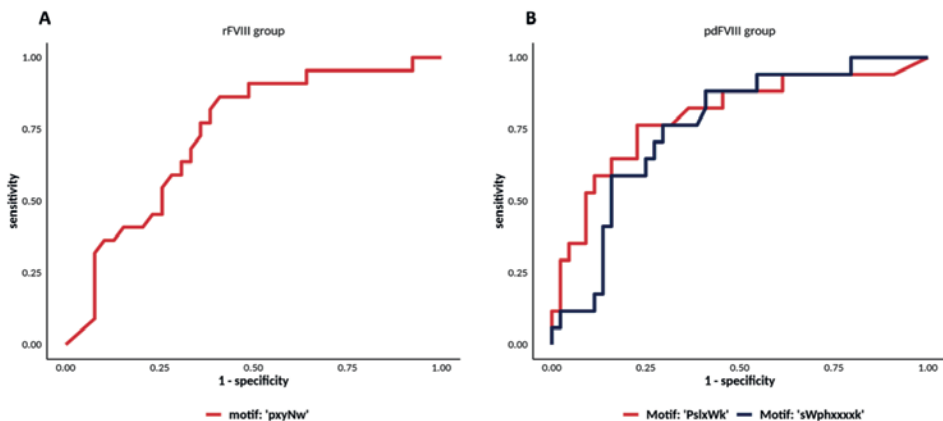 A
rFVIII group
1.00
0.75
0.50
0.25
0.00
sensitivity
0.00
0.25
0.50
0.75
1.00
1 - specificity
motif: 'pxyNw'
B
pdFVIII group
1.00
0.75
0.50
0.25
0.00
sensitivity
0.00
0.25
0.50
0.75
1.00
1 - specificity
Motif: 'PslxWk' Motif: 'sWphxxxxk'